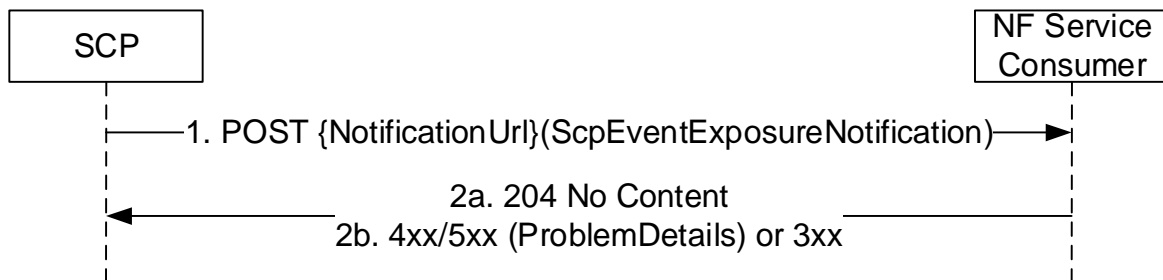 SCP
NF Service
Consumer
1. POST {NotificationUrl}(ScpEventExposureNotification)
2a. 204 No Content
2b. 4xx/5xx (ProblemDetails) or 3xx